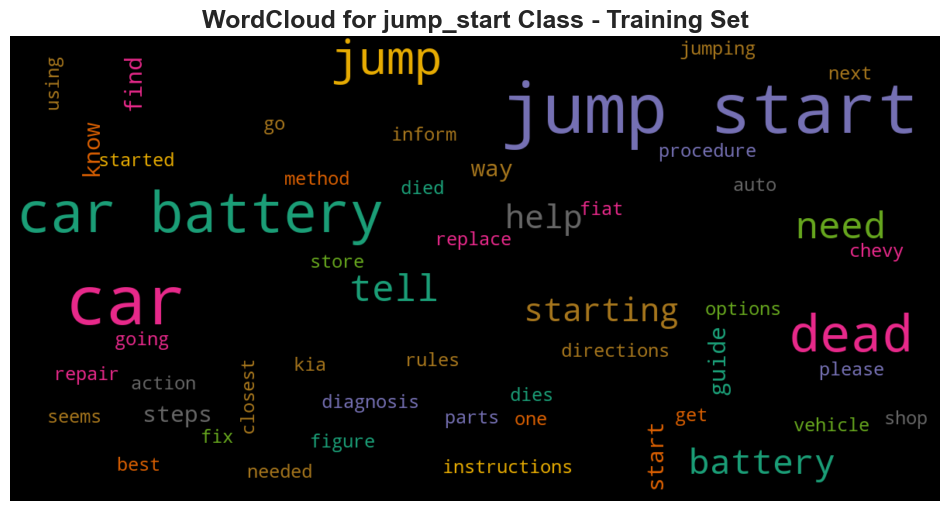 WordCloud for jump_start Class - Training Set
jump
jumping
using
find
next
jump start
go
inform
know
started
procedure
way
method
died
auto
car battery
help
fiat
need
replace
chevy
store
tell
car
starting
options
going
dead
directions
guide
rules
kia
repair
action
closest
please
diagnosis
dies
seems
steps
parts
one
get
vehicle
shop
fix
figure
start
battery
best
needed
instructions